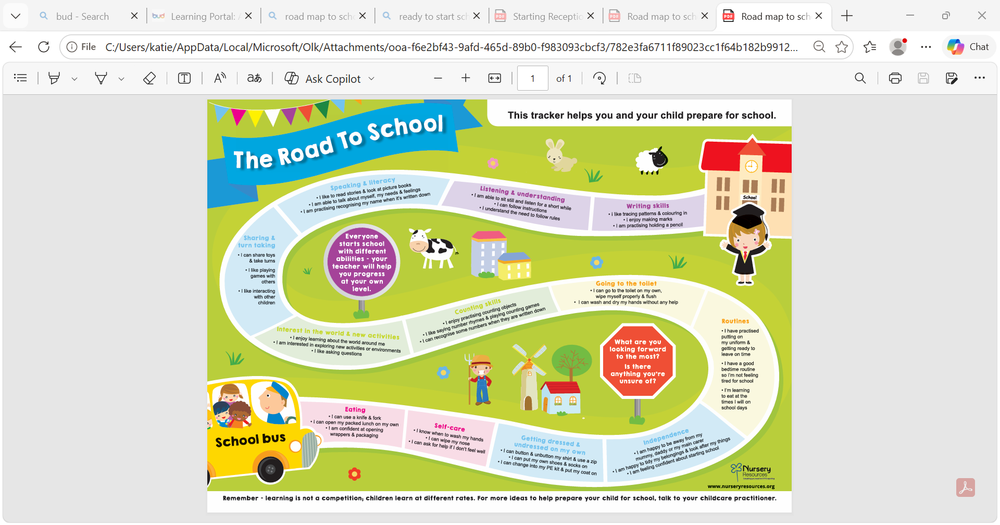 bud - Search
Learning Portal: A
road map to scho
ready to start sch
Starting Receptio
Road map to sch
Road map to sch
File
C:/Users/katie/AppData/Local/Microsoft/Olk/Attachments/ooa-f6e2bf43-9afd-465d-89b0-f983093cbcf3/782e3fa6711f89023cc1f64b182b9912...
Chat
Ask Copilot
1
of 1
The Road To School
This tracker helps you and your child prepare for school.
Speaking & literacy
• I like to read stories & look at picture books
• I am able to talk about myself, my needs & feelings
• I am practising recognising my name when it's written down
Listening & understanding
• I am able to sit still and listen for a short while
• I can follow instructions
• I understand the need to follow rules
Writing skills
• I like tracing patterns & colouring in
• I enjoy making marks
• I am practising holding a pencil
School
Sharing &
turn taking
• I can share toys
& take turns
• I like playing
games with
others
• I like interacting
with other
children
Everyone
starts school
with different
abilities - your
teacher will help
you progress
at your own
level.
Interest in the world & new activities
• I enjoy learning about the world around me
• I am interested in exploring new activities or environments
• I like asking questions
Counting skills
• I enjoy practising counting objects
• I like saying number rhymes & playing counting games
• I can recognise some numbers when they are written down
Going to the toilet
• I can go to the toilet on my own,
wipe myself properly & flush
• I can wash and dry my hands without any help
Routines
• I have practised
putting on
my uniform &
getting ready to
leave on time
• I have a good
bedtime routine
so I'm not feeling
tired for school
• I'm learning
to eat at the
times I will on
school days
What are you
looking forward
to the most?
Is there
anything you're
unsure of?
School bus
Eating
• I can use a knife & fork
• I can open my packed lunch on my own
• I am confident at opening
wrappers & packaging
Self-care
• I know when to wash my hands
• I can wipe my nose
• I can ask for help if I don't feel well
Getting dressed &
undressed on my own
• I can button & unbutton my shirt & use a zip
• I can put my own shoes & socks on
• I can change into my PE kit & put my coat on
Independence
• I am happy to be away from my
mummy, daddy or my main carer
• I am happy to tidy my belongings & look after my things
• I am feeling confident about starting school
Nursery
Resources
www.nurseryresources.org
Remember - learning is not a competition; children learn at different rates. For more ideas to help prepare your child for school, talk to your childcare practitioner.